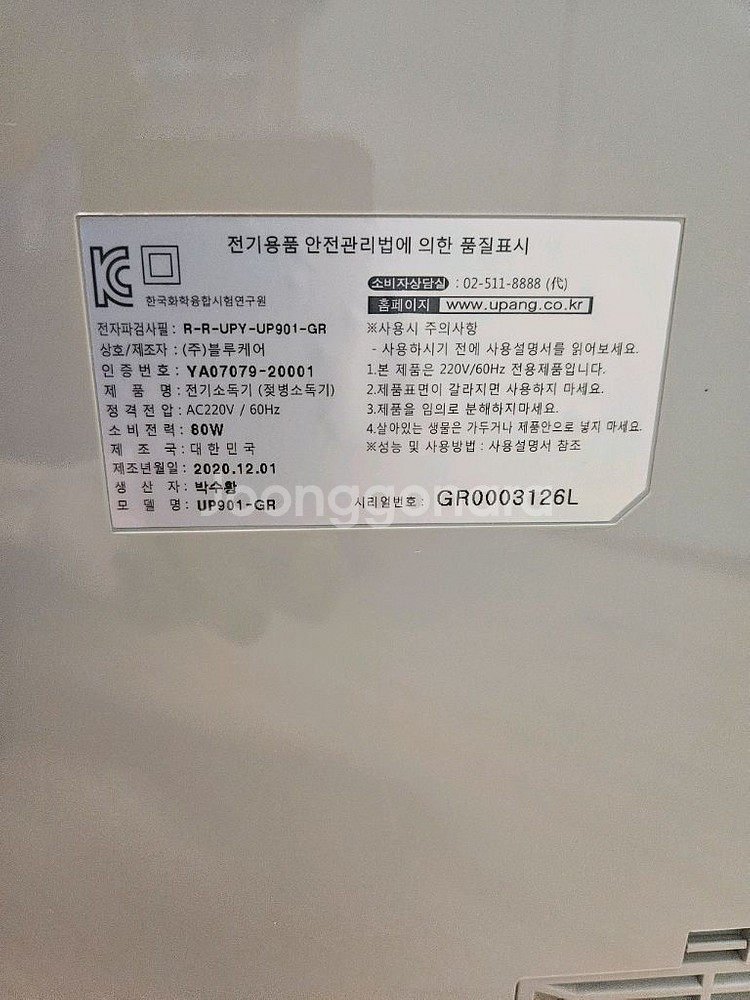 전기용품 안전관리법에 의한 품질표시
한국화학융합시험연구원
소비자상담실 : 02-511-8888 (代)
홈페이지 www.upang.co.kr
전자파검사필 : R-R-UPY-UP901-GR
상호/제조자 : (주)블루케어
인증번호 : YA07079-20001
제 품 명 : 전기소독기 (젖병소독기)
정격전압 : AC220V / 60Hz
소비전력 : 80W
제 조 국 : 대한민국
제조년월일 : 2020.12.01
생 산 자 : 박수황
모 델 명 : UP901-GR
※사용시 주의사항
- 사용하시기 전에 사용설명서를 읽어보세요.
1.본 제품은 220V/60Hz 전용제품입니다.
2.제품표면이 갈라지면 사용하지 마세요.
3.제품을 임의로 분해하지마세요.
4.살아있는 생물은 가두거나 제품안으로 넣지 마세요.
※성능 및 사용방법 : 사용설명서 참조
시리얼번호 : GR0003126L
Joonggonara